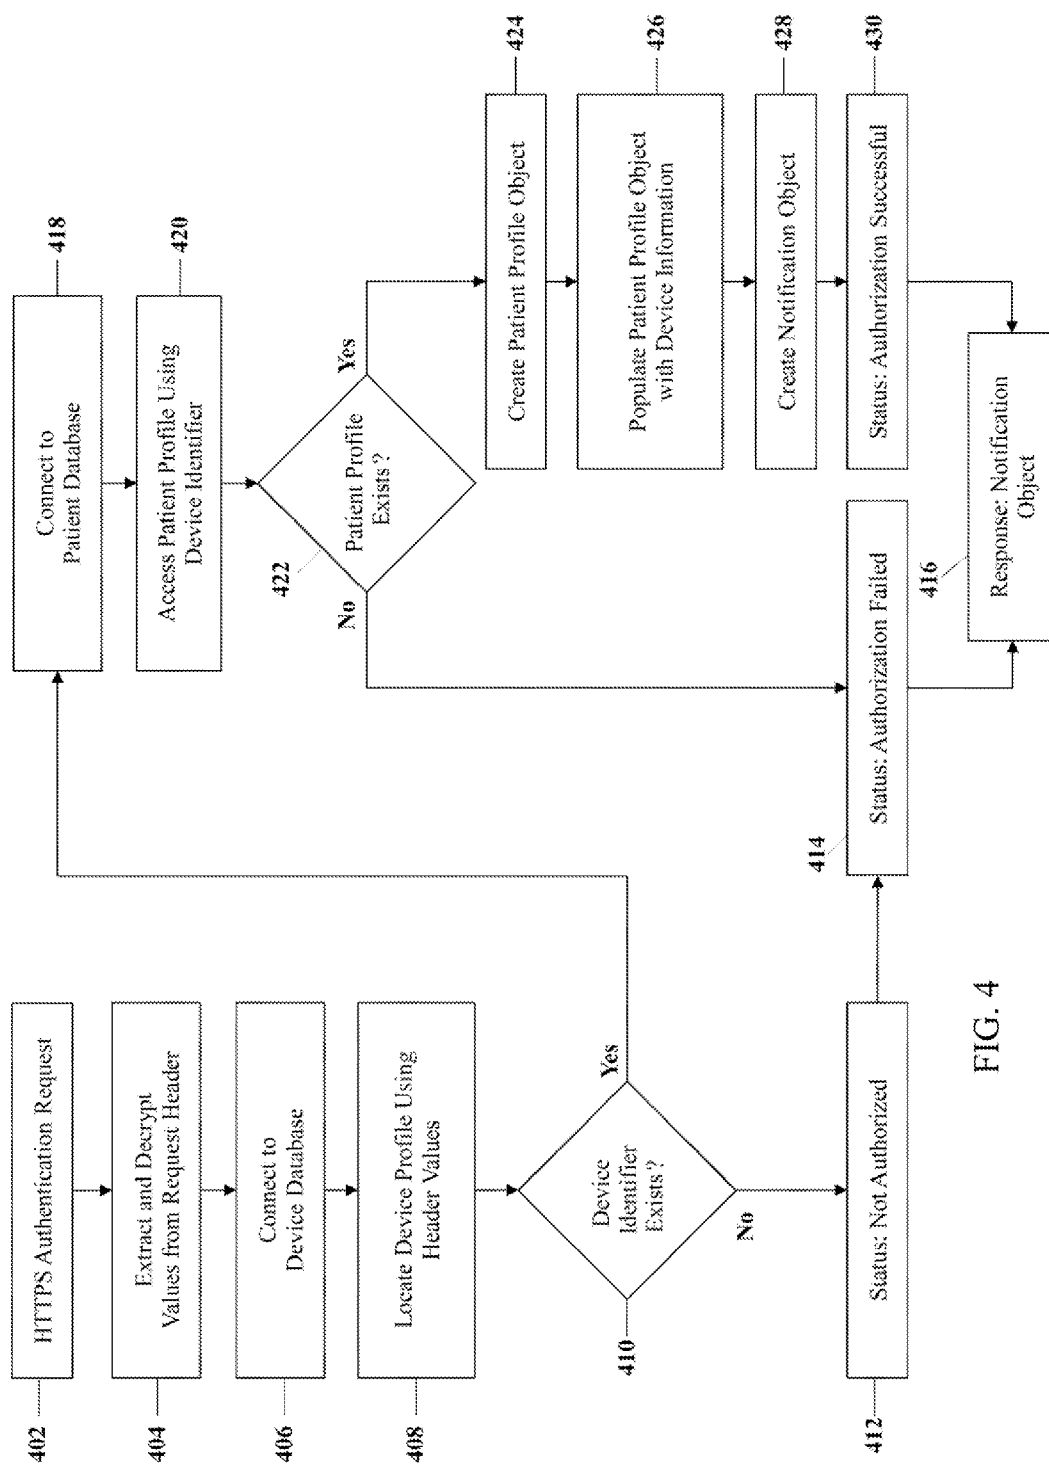 402
HTTPS Authentication Request
404
Extract and Decrypt
Values from Request Header
406
Connect to
Device Database
408
Locate Device Profile Using
Header Values
410
Device
Identifier
Exists?
Yes
No
412
Status: Not Authorized
414
Status: Authorization Failed
416
Response: Notification
Object
418
Connect to
Patient Database
420
Access Patient Profile Using
Device Identifier
422
Patient Profile
Exists?
No
Yes
424
Create Patient Profile Object
426
Populate Patient Profile Object
with Device Information
428
Create Notification Object
430
Status: Authorization Successful
FIG. 4